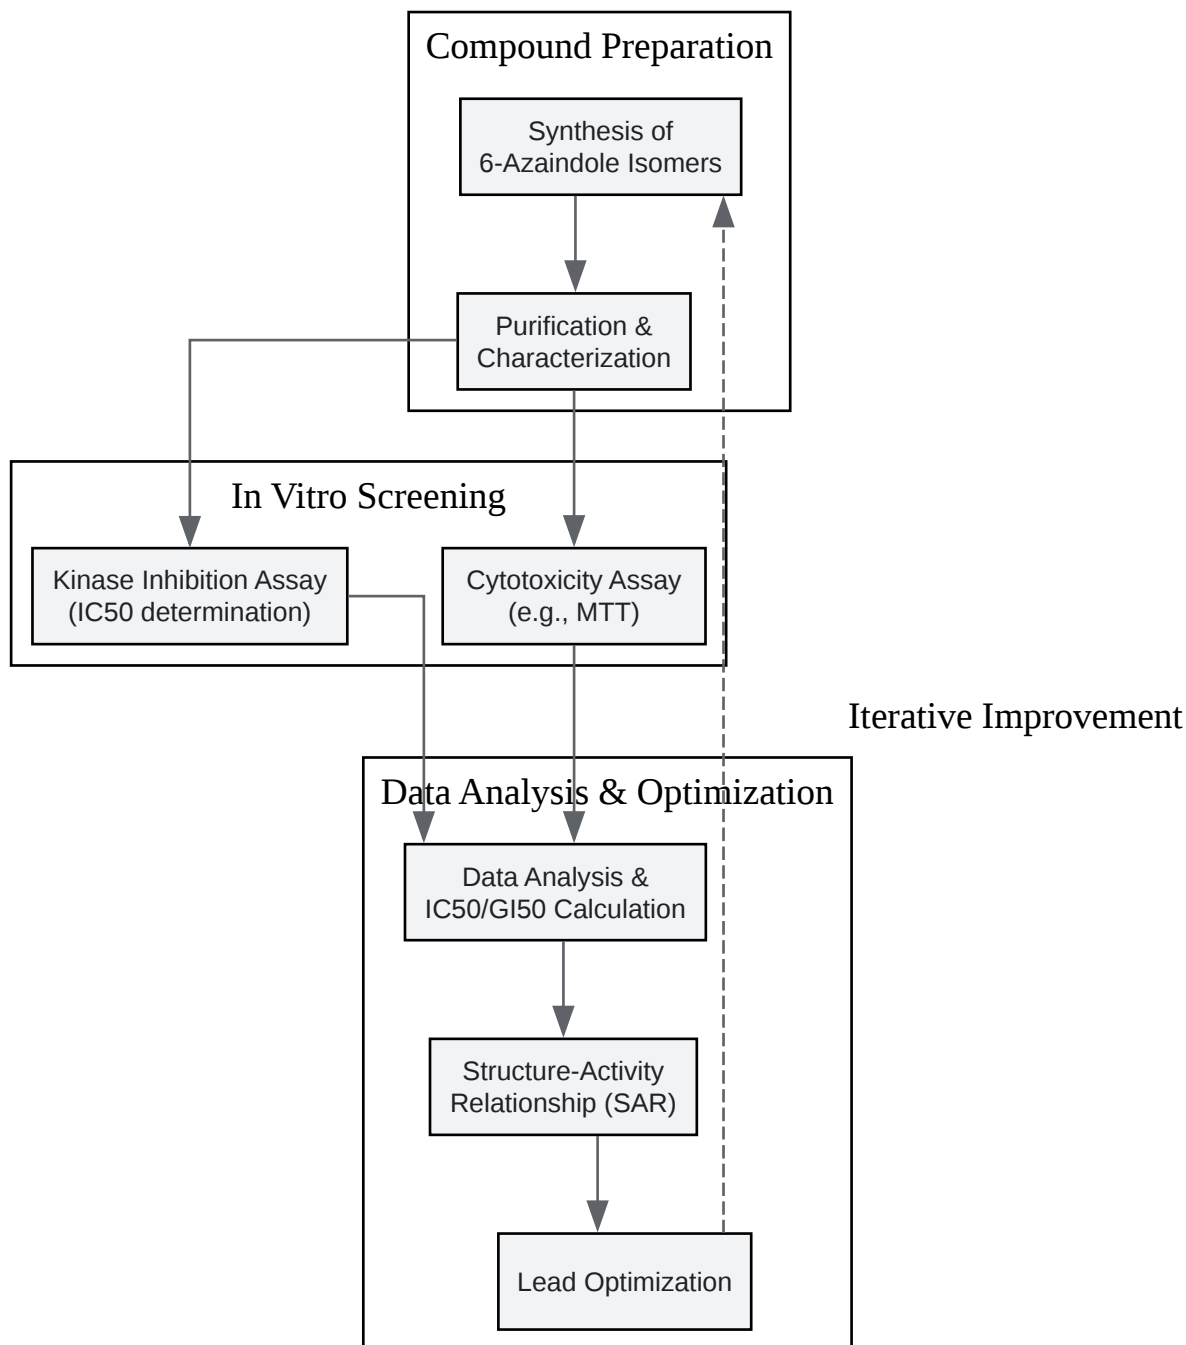 Compound Preparation
Synthesis of
6-Azaindole Isomers
Purification &
Characterization
In Vitro Screening
Kinase Inhibition Assay
(IC50 determination)
Cytotoxicity Assay
(e.g., MTT)
Iterative Improvement
Data Analysis & Optimization
Data Analysis &
IC50/GI50 Calculation
Structure-Activity
Relationship (SAR)
Lead Optimization